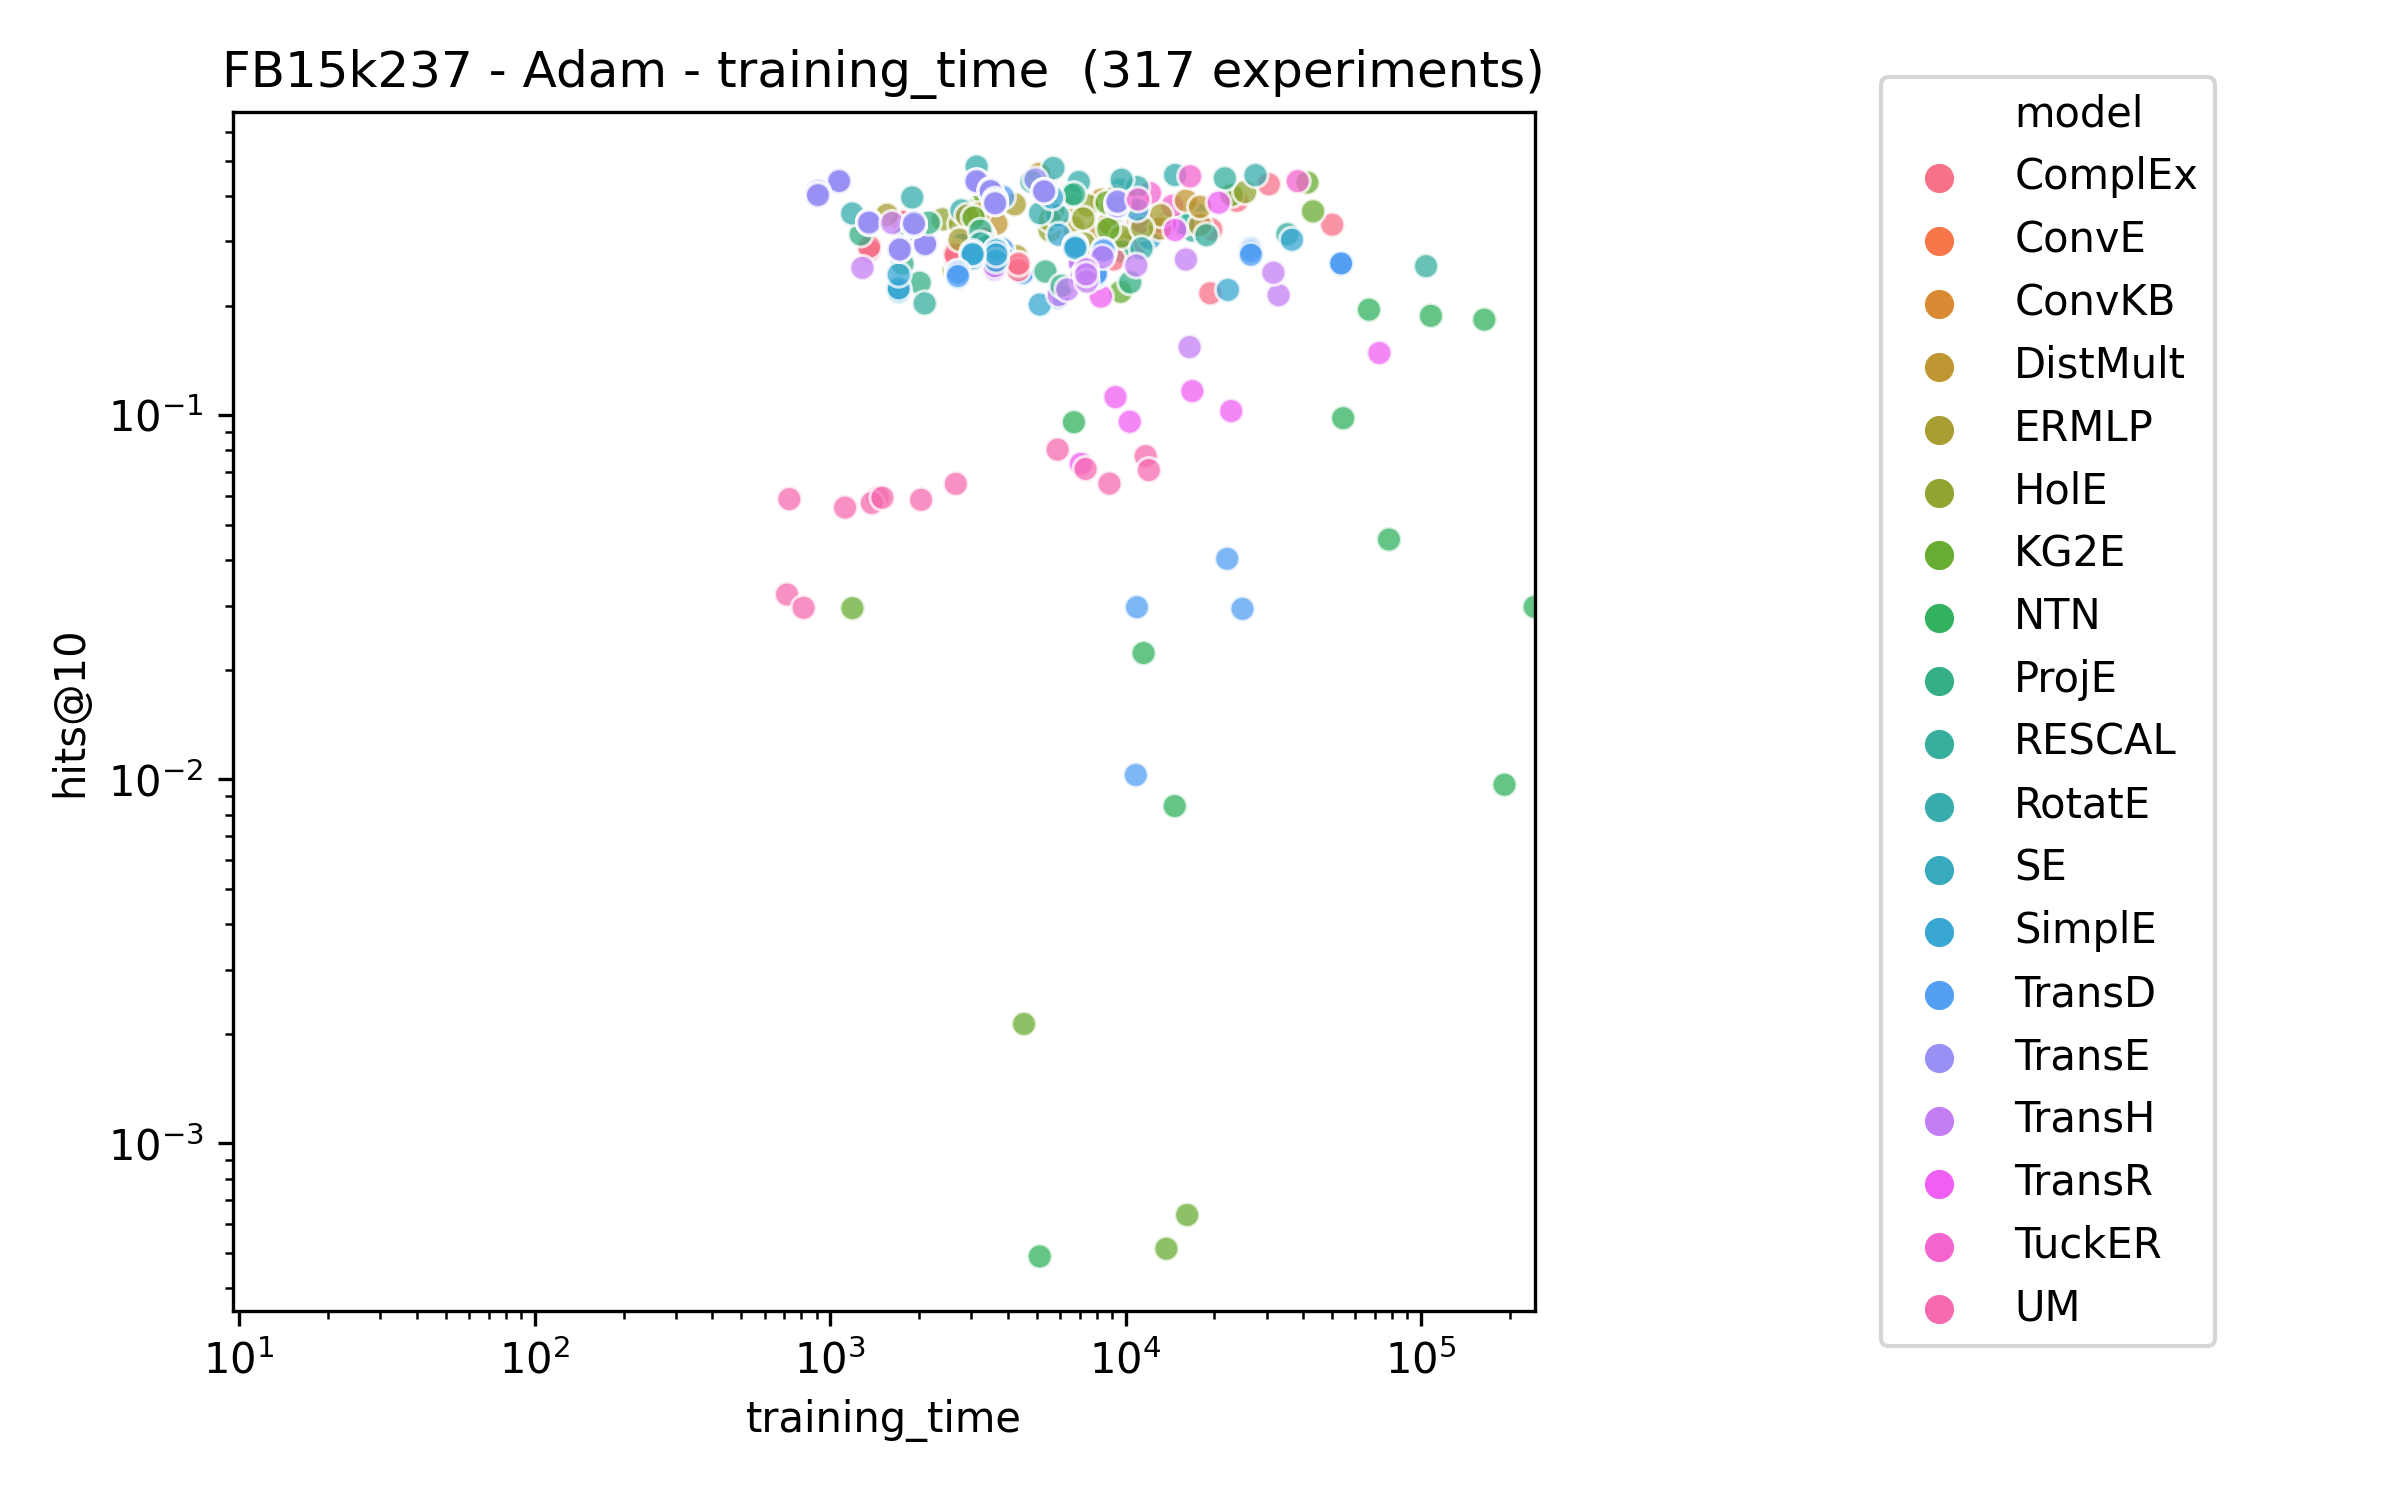 FB15k237 - Adam - training_time  (317 experiments)
hits@10
10⁻¹
10⁻²
10⁻³
10¹
10²
10³
10⁴
10⁵
training_time
model
ComplEx
ConvE
ConvKB
DistMult
ERMLP
HolE
KG2E
NTN
ProjE
RESCAL
RotatE
SE
SimplE
TransD
TransE
TransH
TransR
TuckER
UM